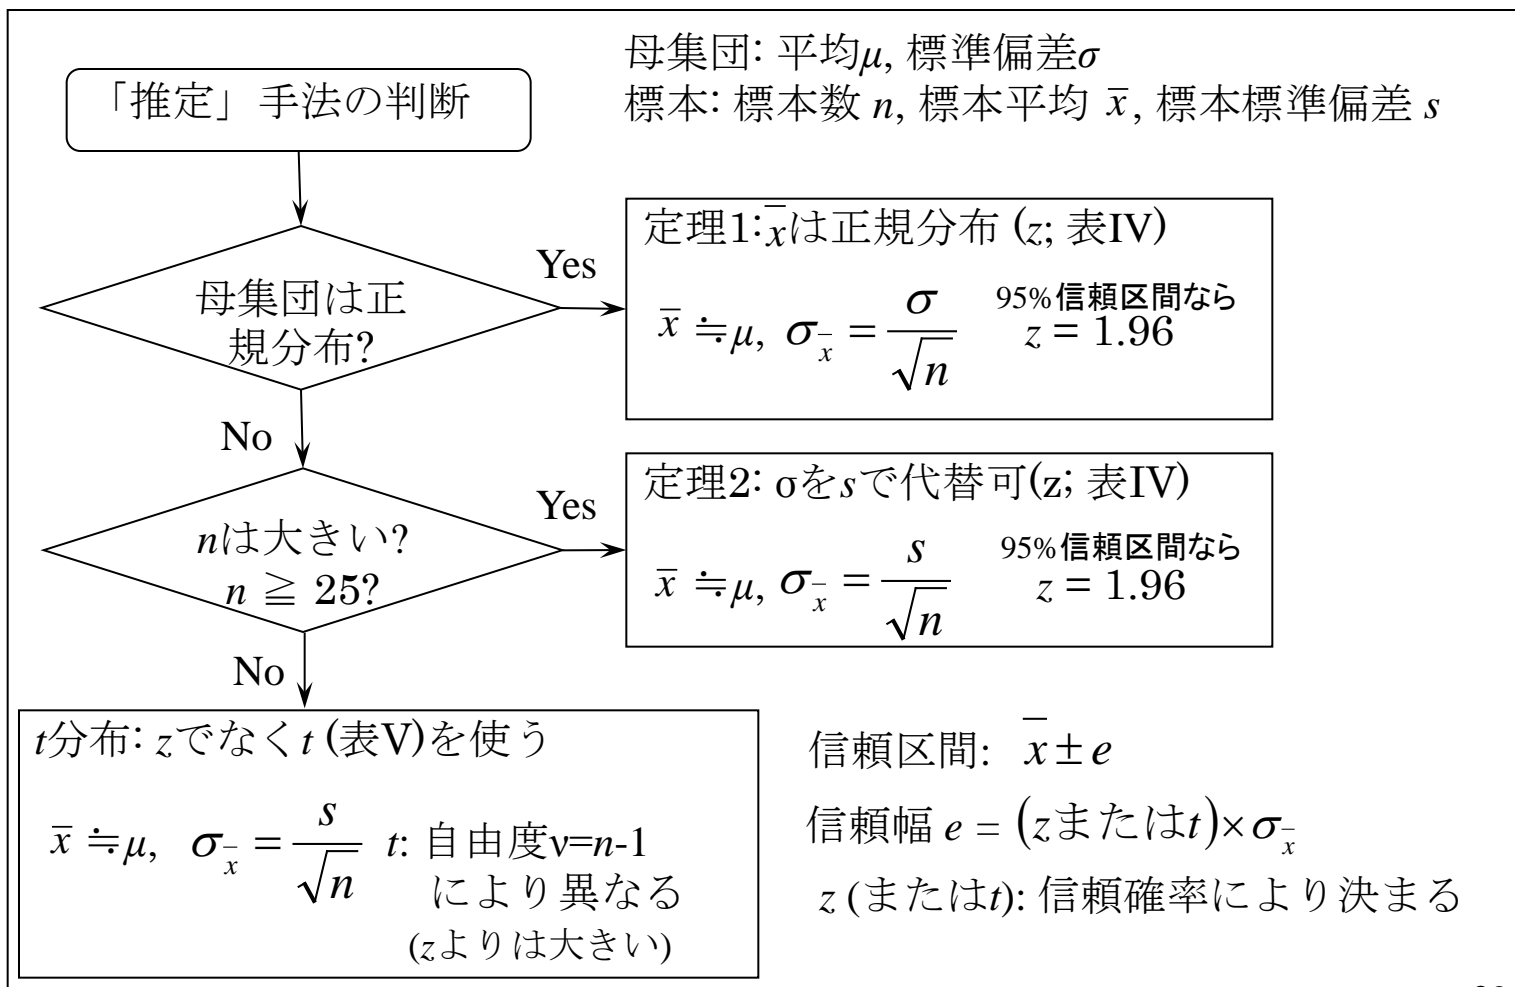 「推定」手法の判断
母集団: 平均μ, 標準偏差σ
標本: 標本数 n, 標本平均 x̄, 標本標準偏差 s
母集団は正
規分布?
Yes
定理1:x̄は正規分布 (z; 表IV)
x̄ ≒μ, σx̄ = σ/√n 95%信頼区間なら
z = 1.96
No
nは大きい?
n ≧ 25?
Yes
定理2: σをsで代替可(z; 表IV)
x̄ ≒μ, σx̄ = s/√n 95%信頼区間なら
z = 1.96
No
t分布: zでなくt (表V)を使う
x̄ ≒μ, σx̄ = s/√n t: 自由度ν=n-1
により異なる
(zよりは大きい)
信頼区間: x̄ ± e
信頼幅 e = (zまたはt)×σx̄
z (またはt): 信頼確率により決まる